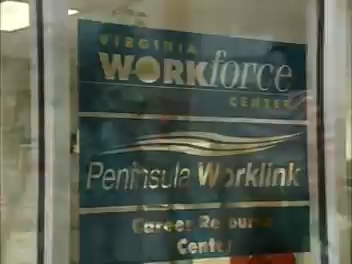 VIRGINIA
WORKforce
CENTER
Peninsula Worklink
Career Resource
Center